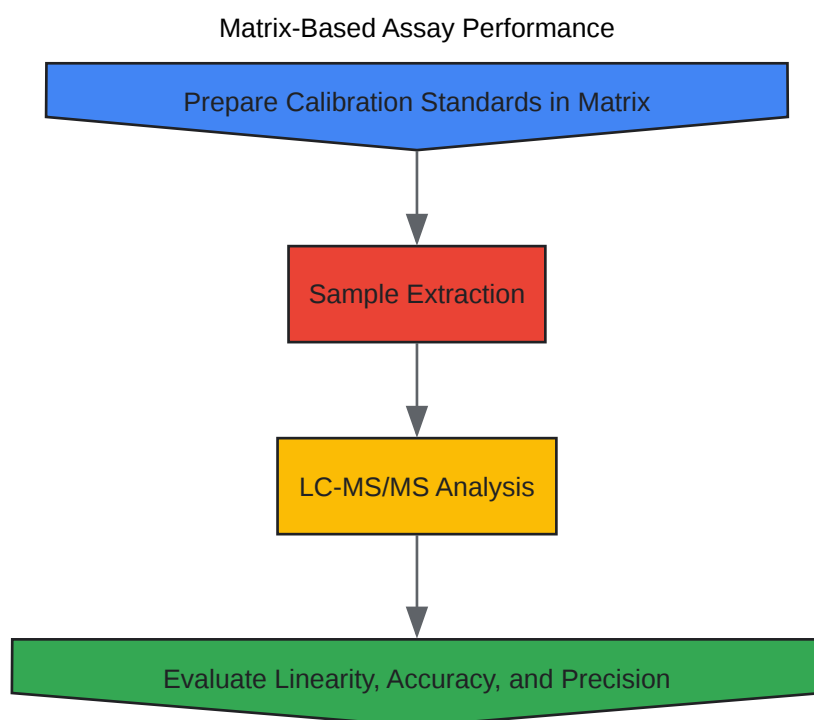 Matrix-Based Assay Performance
Prepare Calibration Standards in Matrix
Sample Extraction
LC-MS/MS Analysis
Evaluate Linearity, Accuracy, and Precision